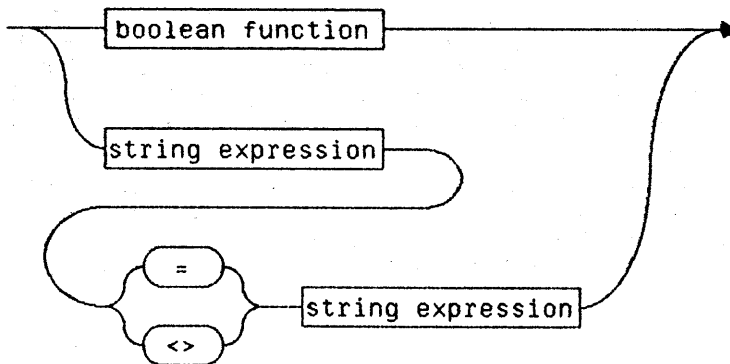 boolean function
string expression
=
string expression
<>